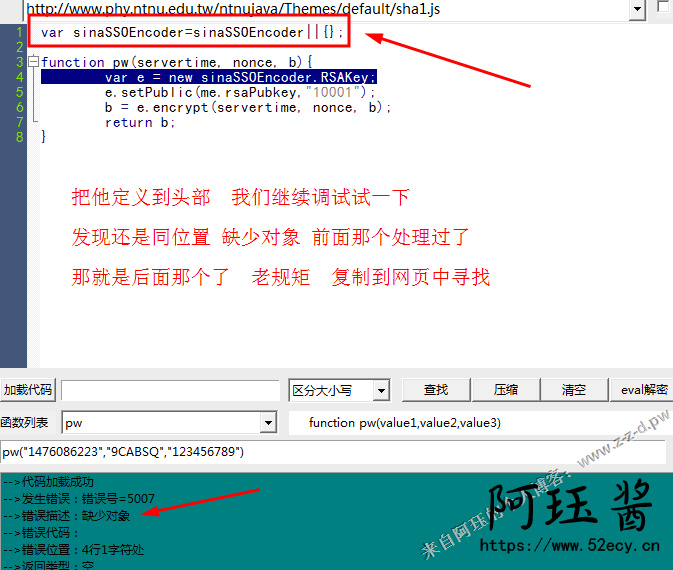 http://www.phy.ntnu.edu.tw/ntnujava/Themes/default/sha1.js
1 var sinaSSOEncoder=sinaSSOEncoder||{};
2
3 function pw(servertime, nonce, b){
4 var e = new sinaSSOEncoder.RSAKey;
5 e.setPublic(me.rsaPubkey,"10001");
6 b = e.encrypt(servertime, nonce, b);
7 return b;
8 }
把他定义到头部 我们继续调试试一下
发现还是同位置 缺少对象 前面那个处理过了
那就是后面那个了 老规矩 复制到网页中寻找
加载代码 区分大小写 查找 压缩 清空 eval解密
函数列表 pw function pw(value1,value2,value3)
pw("1476086223","9CABSQ","123456789")
-->代码加载成功
-->发生错误：错误号=5007
-->错误描述：缺少对象
-->错误代码：
-->错误位置：4行1字符处
-->返回类型：空
来自阿珏的个人博客：www.z-z-d.pw
阿珏酱
https://www.52ecy.cn